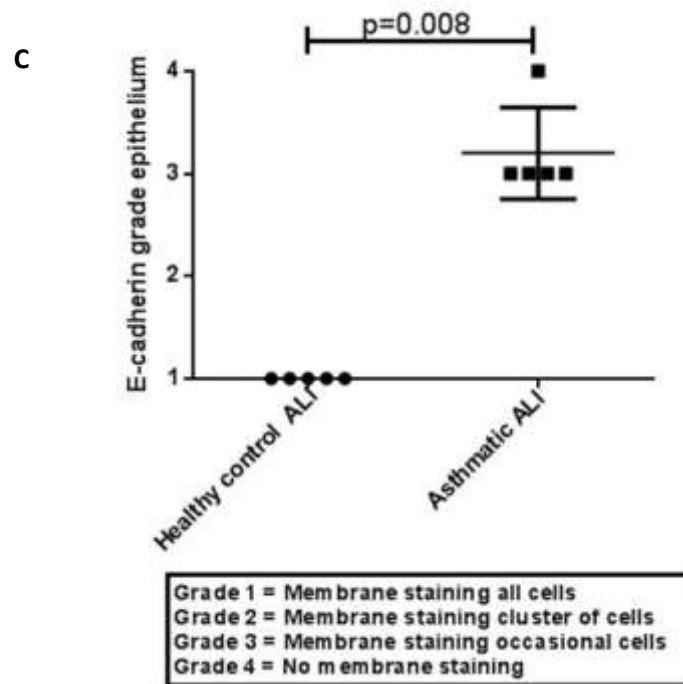 p=0.008
C
E-cadherin grade epithelium
4
3
2
1
Healthy control ALI
Asthmatic ALI
Grade 1 = Membrane staining all cells
Grade 2 = Membrane staining cluster of cells
Grade 3 = Membrane staining occasional cells
Grade 4 = No membrane staining